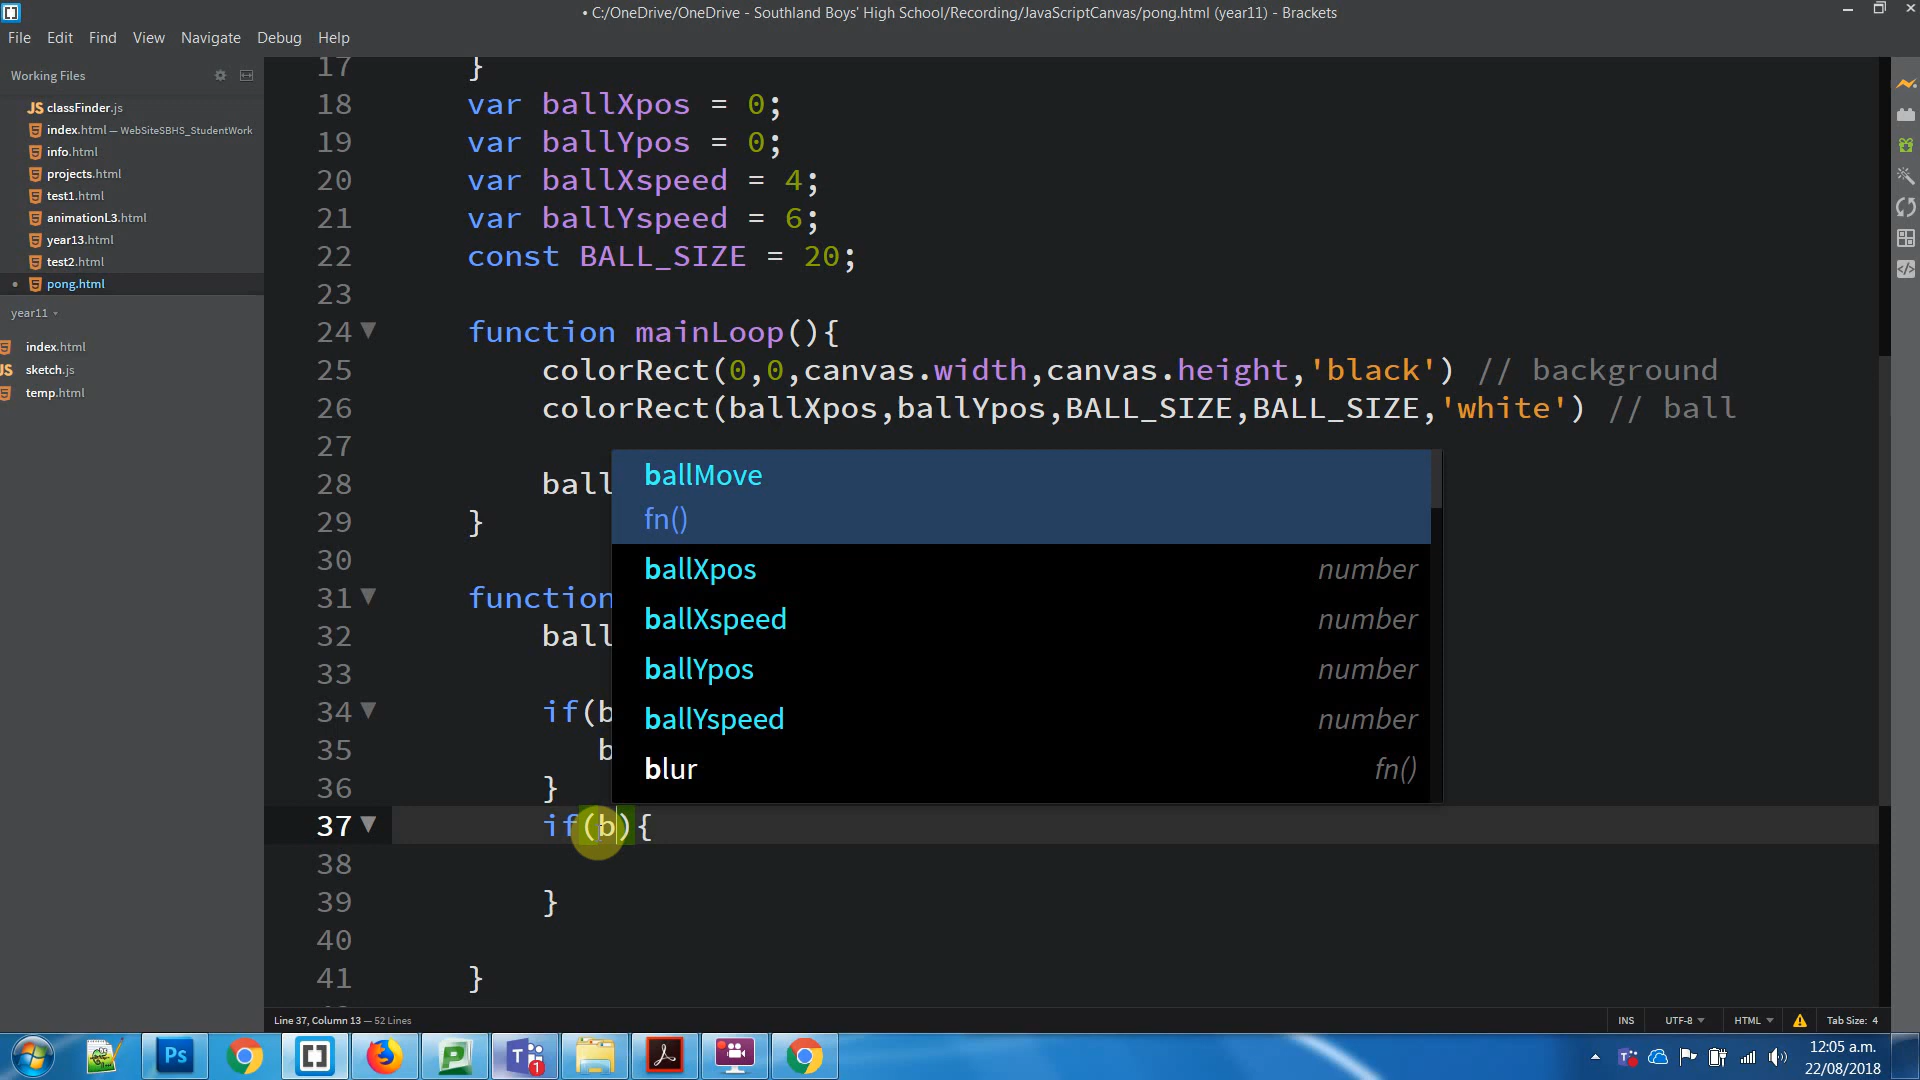 • C:/OneDrive/OneDrive - Southland Boys' High School/Recording/JavaScriptCanvas/pong.html (year11) - Brackets
File Edit Find View Navigate Debug Help
Working Files
JS classFinder.js
index.html — WebSiteSBHS_StudentWork
info.html
projects.html
test1.html
animationL3.html
year13.html
test2.html
• pong.html
year11
index.html
JS sketch.js
temp.html
17 }
18 var ballXpos = 0;
19 var ballYpos = 0;
20 var ballXspeed = 4;
21 var ballYspeed = 6;
22 const BALL_SIZE = 20;
23
24 function mainLoop(){
25 colorRect(0,0,canvas.width,canvas.height,'black') // background
26 colorRect(ballXpos,ballYpos,BALL_SIZE,BALL_SIZE,'white') // ball
27
28 ball
29 }
30
31 function
32 ball
33
34 if(b
35 b
36 }
37 if(b){
38
39 }
40
41 }
ballMove
fn()
ballXpos number
ballXspeed number
ballYpos number
ballYspeed number
blur fn()
Line 37, Column 13 — 52 Lines
INS UTF-8 HTML Tab Size: 4
Ps
1
12:05 a.m.
22/08/2018